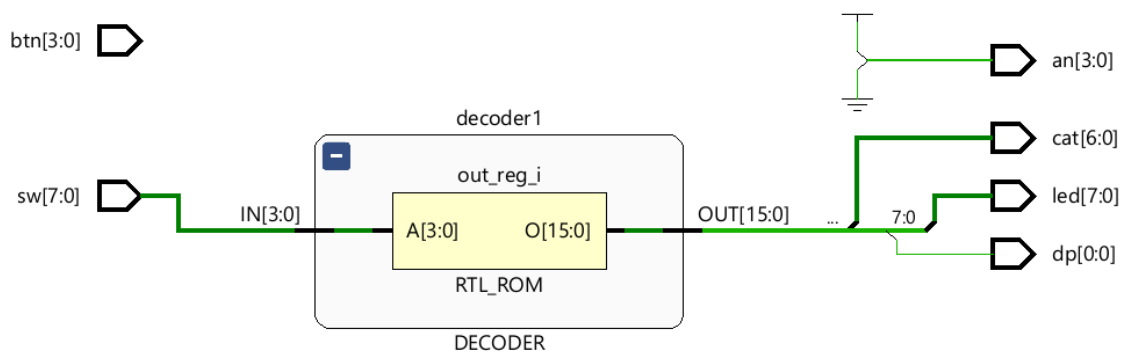 btn[3:0]
an[3:0]
decoder1
cat[6:0]
out_reg_i
sw[7:0]
IN[3:0]
A[3:0]
O[15:0]
OUT[15:0]
...
7:0
led[7:0]
dp[0:0]
RTL_ROM
DECODER